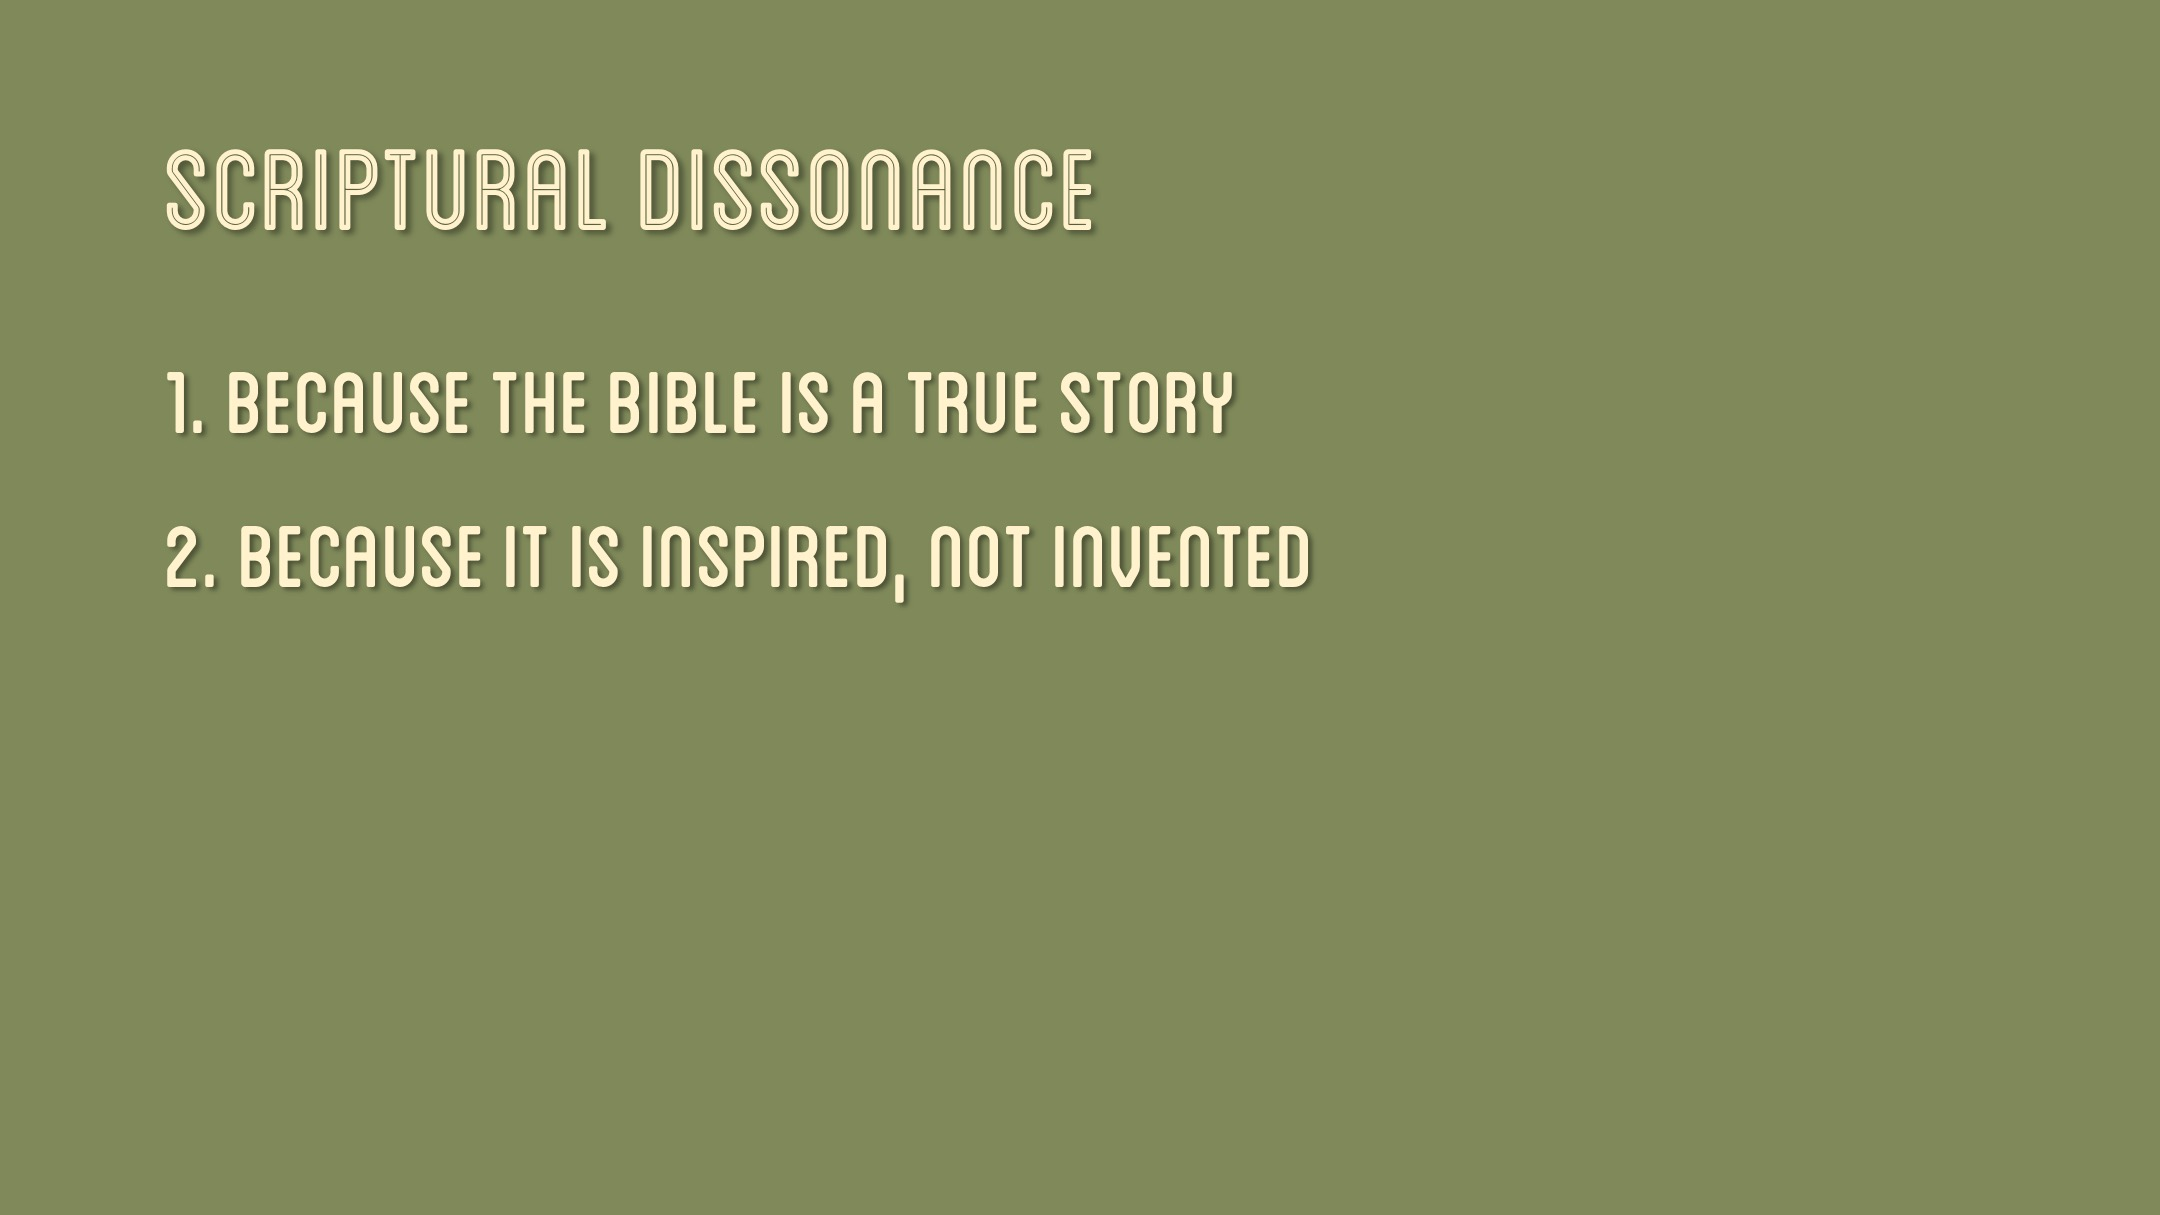 SCRIPTURAL DISSONANCE
1. BECAUSE THE BIBLE IS A TRUE STORY
2. BECAUSE IT IS INSPIRED, NOT INVENTED